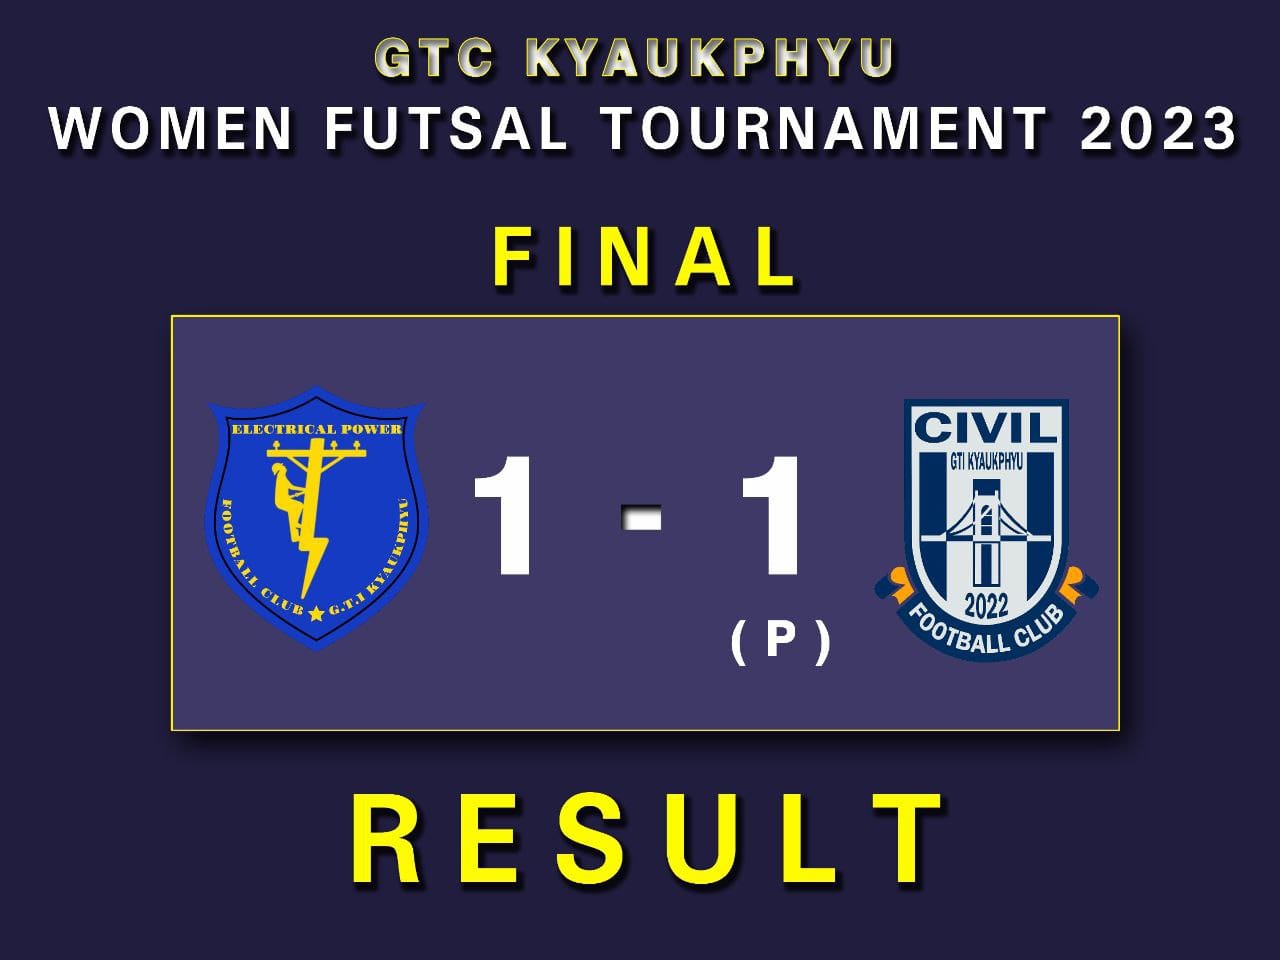 GTC KYAUKPHYU
WOMEN FUTSAL TOURNAMENT 2023
FINAL
ELECTRICAL POWER
FOOTBALL CLUB ★ G.T.I KYAUKPHYU
1 - 1
(P)
CIVIL
GTI KYAUKPHYU
2022
FOOTBALL CLUB
RESULT